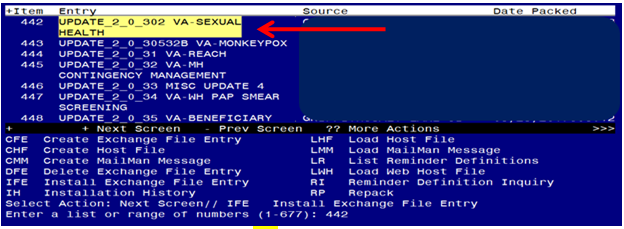 +Item Entry Source Date Packed
442 UPDATE_2_0_302 VA-SEXUAL
HEALTH
443 UPDATE_2_0_30532B VA-MONKEYPOX
444 UPDATE_2_0_31 VA-REACH
445 UPDATE_2_0_32 VA-MH
CONTINGENCY MANAGEMENT
446 UPDATE_2_0_33 MISC UPDATE 4
447 UPDATE_2_0_34 VA-WH PAP SMEAR
SCREENING
448 UPDATE_2_0_35 VA-BENEFICIARY
+ + Next Screen - Prev Screen ?? More Actions >>>
CFE Create Exchange File Entry LHF Load Host File
CHF Create Host File LMM Load MailMan Message
CMM Create MailMan Message LR List Reminder Definitions
DFE Delete Exchange File Entry LWH Load Web Host File
IFE Install Exchange File Entry RI Reminder Definition Inquiry
IH Installation History RP Repack
Select Action: Next Screen// IFE Install Exchange File Entry
Enter a list or range of numbers (1-677): 442